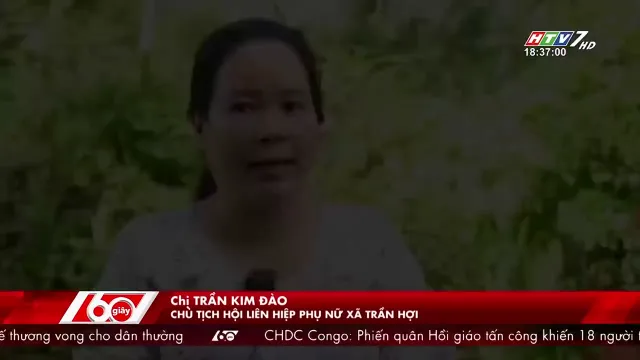 HTV7 HD
18:37:00
60 giây
Chị TRẦN KIM ĐÀO
CHỦ TỊCH HỘI LIÊN HIỆP PHỤ NỮ XÃ TRẦN HỢI
ế thương vong cho dân thường 60 giây CHDC Congo: Phiến quân Hồi giáo tấn công khiến 18 người